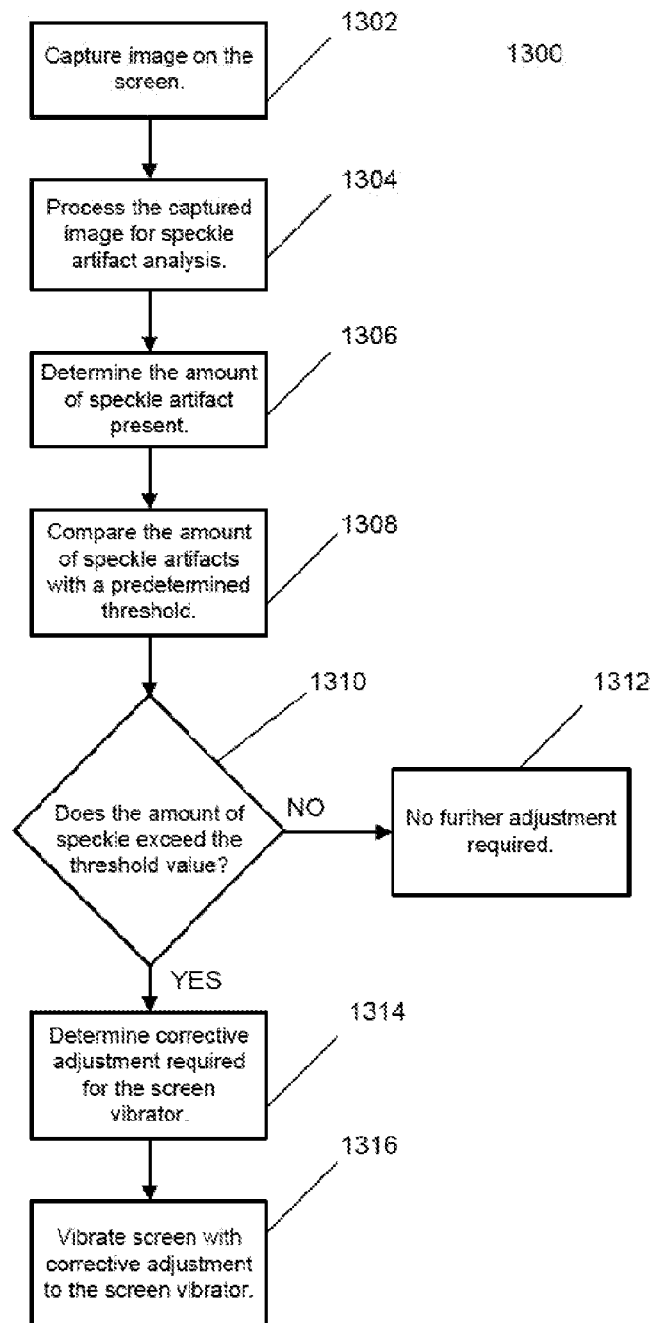 1302
1300
Capture image on the
screen.
1304
Process the captured
image for speckle
artifact analysis.
1306
Determine the amount
of speckle artifact
present.
1308
Compare the amount
of speckle artifacts
with a predetermined
threshold.
1310
1312
Does the amount of
speckle exceed the
threshold value?
NO
No further adjustment
required.
YES
1314
Determine corrective
adjustment required
for the screen
vibrator.
1316
Vibrate screen with
corrective adjustment
to the screen vibrator.